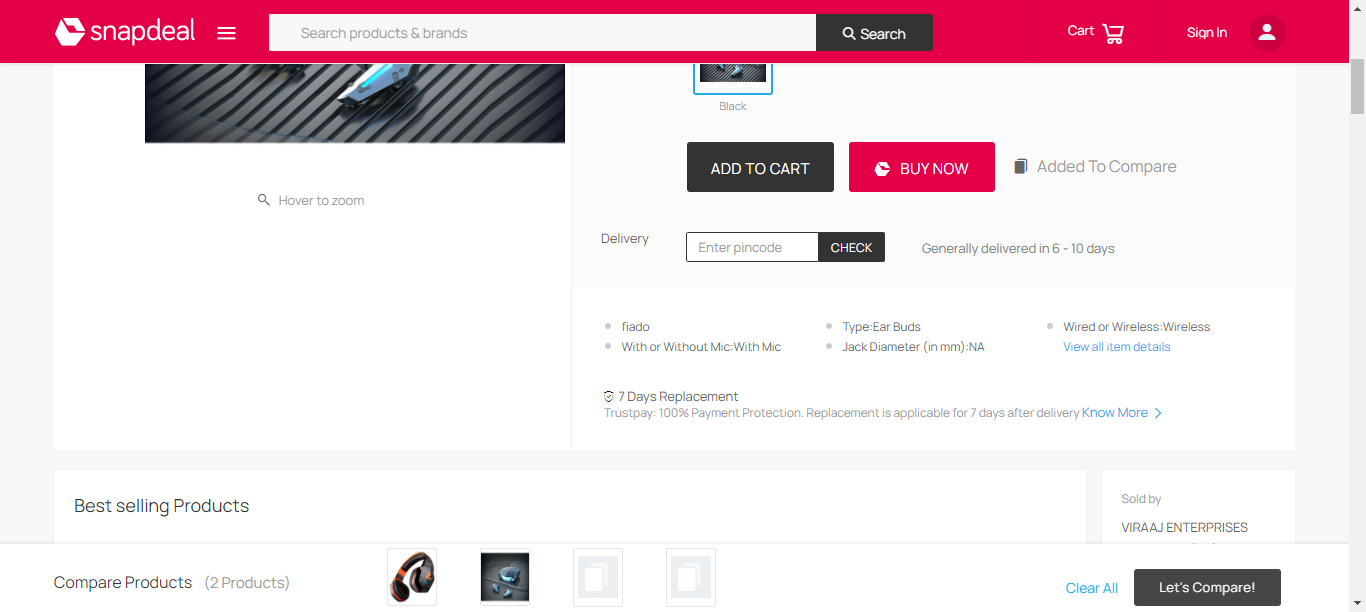 snapdeal
Search products & brands
Search
Cart
Sign In
Black
ADD TO CART
BUY NOW
Added To Compare
Hover to zoom
Delivery
Enter pincode
CHECK
Generally delivered in 6 - 10 days
fiado
Type:Ear Buds
Wired or Wireless:Wireless
With or Without Mic:With Mic
Jack Diameter (in mm):NA
View all item details
7 Days Replacement
Trustpay: 100% Payment Protection. Replacement is applicable for 7 days after delivery Know More
Best selling Products
Sold by
VIRAAJ ENTERPRISES
Compare Products (2 Products)
Clear All
Let's Compare!